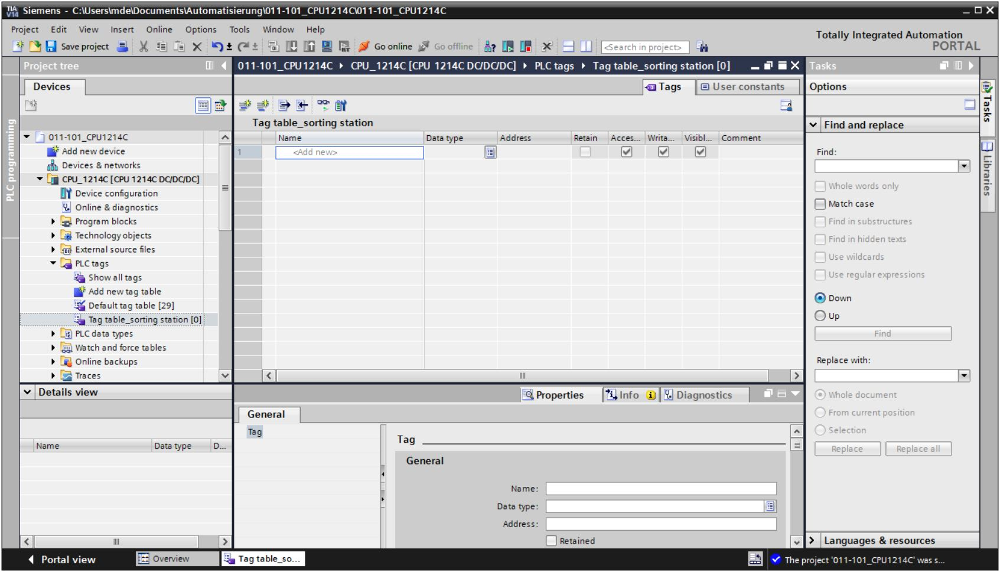 TIA V14 Siemens - C:\Users\mde\Documents\Automatisierung\011-101_CPU1214C\011-101_CPU1214C
Project Edit View Insert Online Options Tools Window Help
Totally Integrated Automation
PORTAL
Save project Go online Go offline <Search in project>
Project tree
011-101_CPU1214C CPU_1214C [CPU 1214C DC/DC/DC] PLC tags Tag table_sorting station [0]
Tasks
Devices
Tags User constants
Options
PLC programming
Tasks
Libraries
Tag table_sorting station
Find and replace
Name Data type Address Retain Acces... Writa... Visibl... Comment
1 <Add new>
011-101_CPU1214C
Add new device
Devices & networks
CPU_1214C [CPU 1214C DC/DC/DC]
Device configuration
Online & diagnostics
Program blocks
Technology objects
External source files
PLC tags
Show all tags
Add new tag table
Default tag table [29]
Tag table_sorting station [0]
PLC data types
Watch and force tables
Online backups
Traces
Find:
Whole words only
Match case
Find in substructures
Find in hidden texts
Use wildcards
Use regular expressions
Down
Up
Find
Replace with:
Whole document
From current position
Selection
Replace Replace all
Languages & resources
Details view
Name Data type D...
Properties Info Diagnostics
General
Tag
Tag
General
Name:
Data type:
Address:
Retained
Portal view Overview Tag table_so... The project '011-101_CPU1214C' was s...